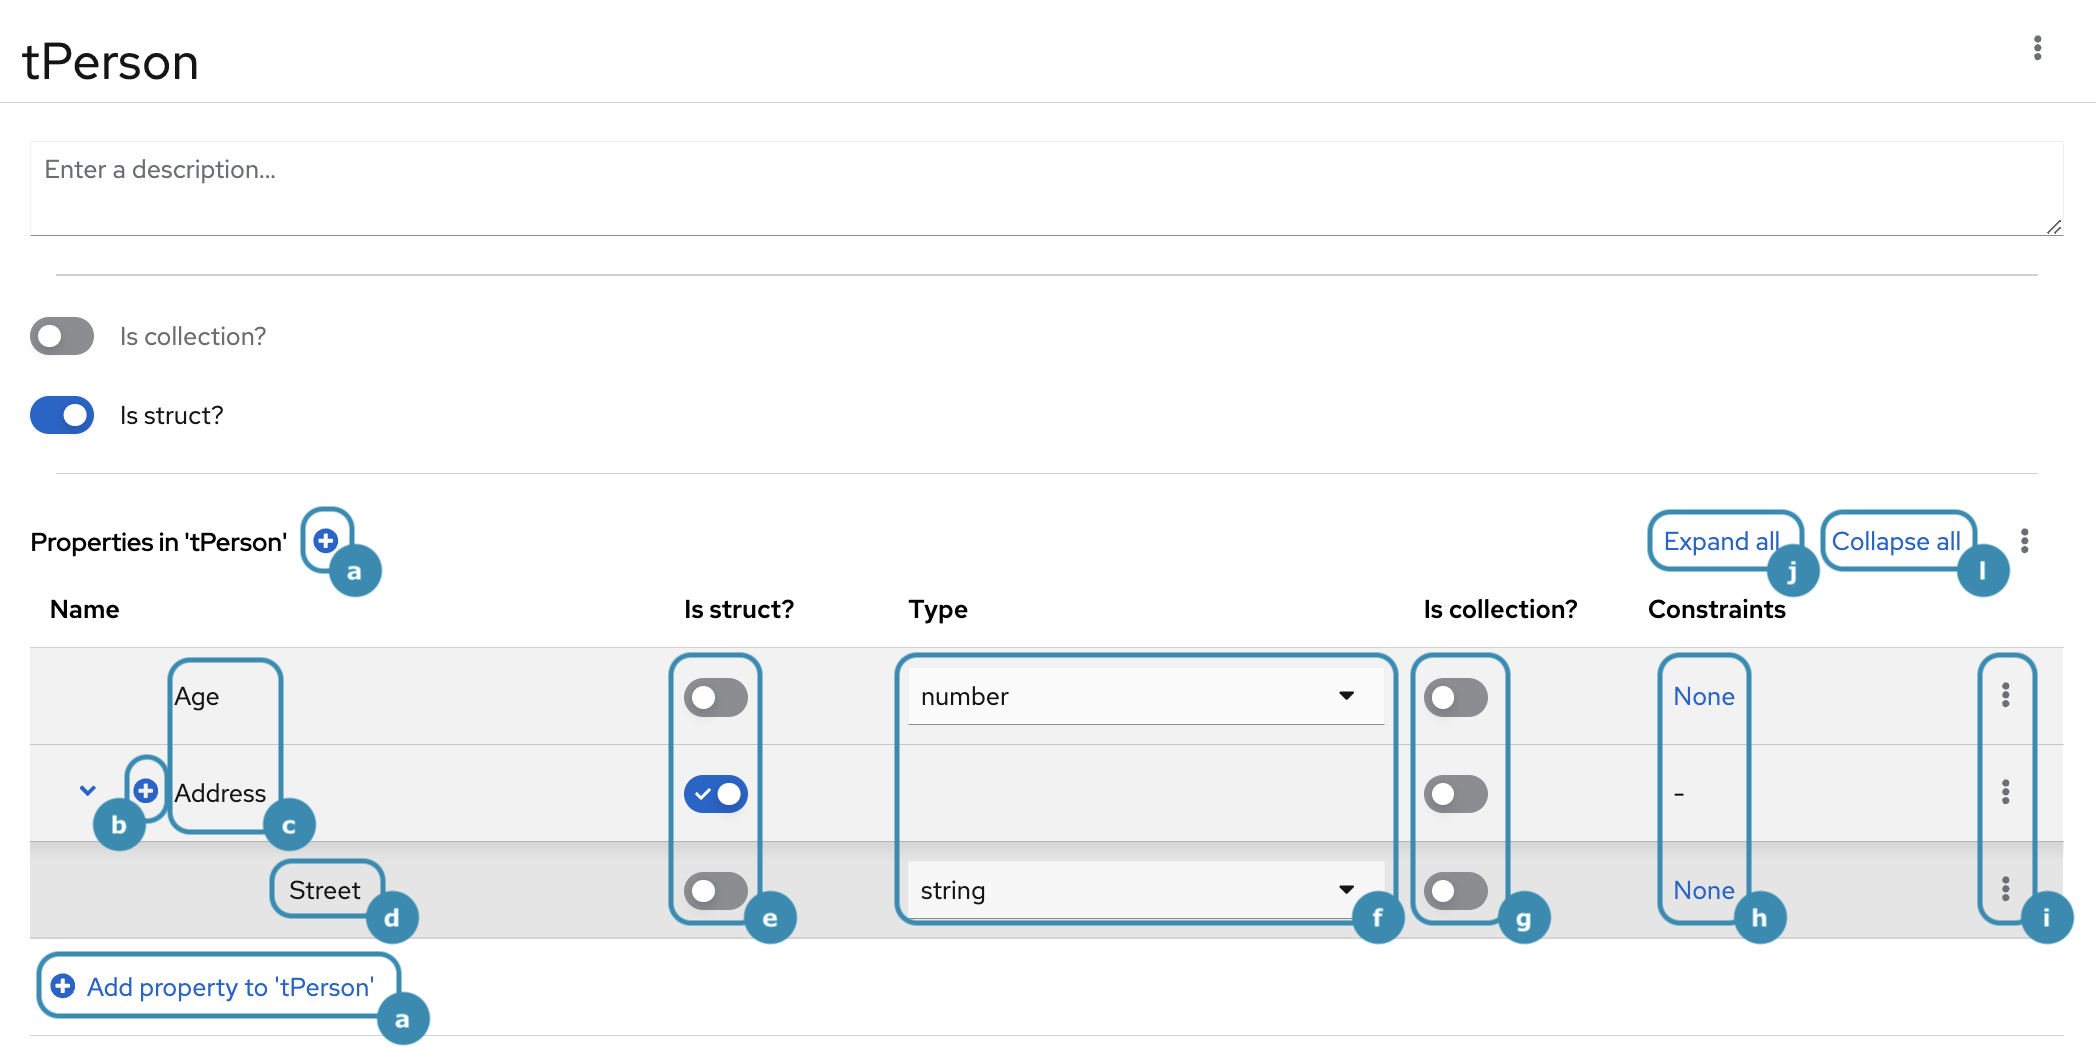 tPerson
Enter a description...
Is collection?
Is struct?
Properties in 'tPerson' a Expand all j Collapse all l
Name Is struct? Type Is collection? Constraints
Age number None
b Address c -
Street d e string f g None h i
Add property to 'tPerson' a